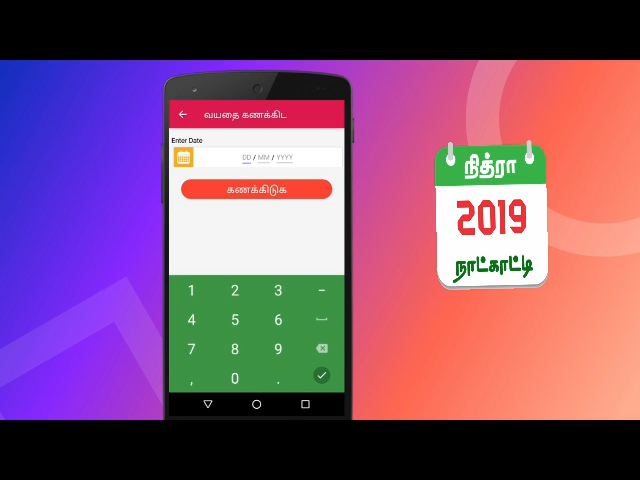 வயதை கணக்கிட
Enter Date
DD / MM / YYYY
கணக்கிடுக
1 2 3 -
4 5 6
7 8 9
, 0 .
நித்ரா
2019
நாட்காட்டி